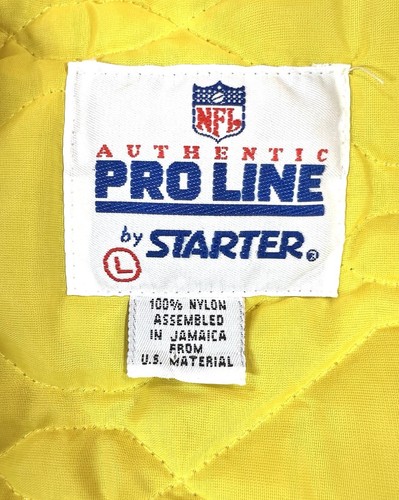 NFL
AUTHENTIC
PRO LINE
by STARTER®
L
100% NYLON
ASSEMBLED
IN JAMAICA
FROM
U.S. MATERIAL